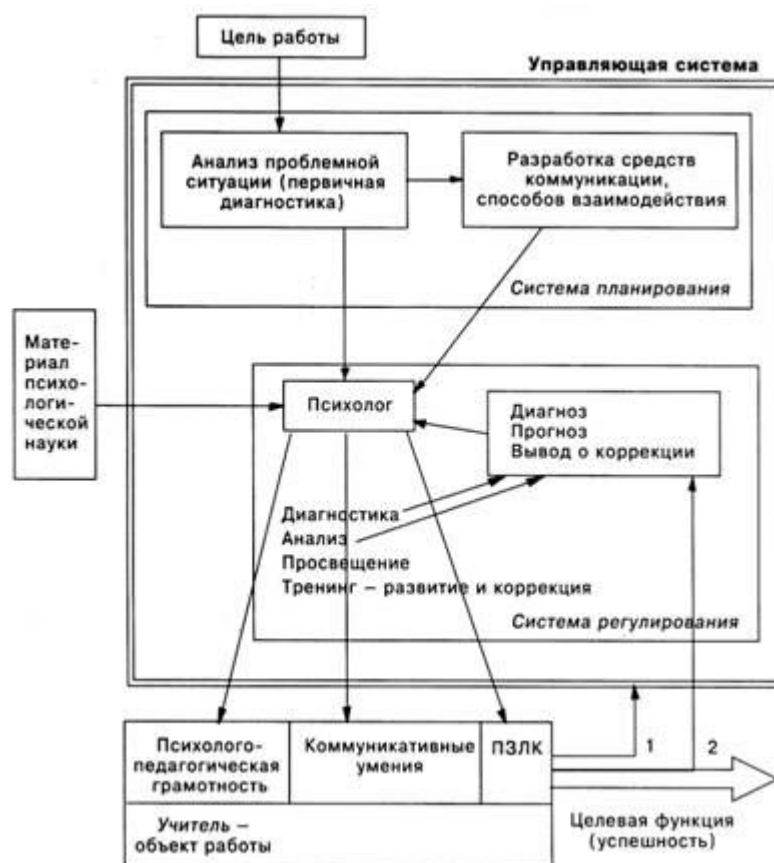 Цель работы
Управляющая система
Анализ проблемной
ситуации (первичная
диагностика)
Разработка средств
коммуникации,
способов взаимодействия
Система планирования
Мате-
риал
психо-
логи-
ческой
науки
Психолог
Диагноз
Прогноз
Вывод о коррекции
Диагностика
Анализ
Просвещение
Тренинг – развитие и коррекция
Система регулирования
Психолого-
педагогическая
грамотность
Коммуникативные
умения
ПЗЛК
1
2
Учитель –
объект работы
Целевая функция
(успешность)